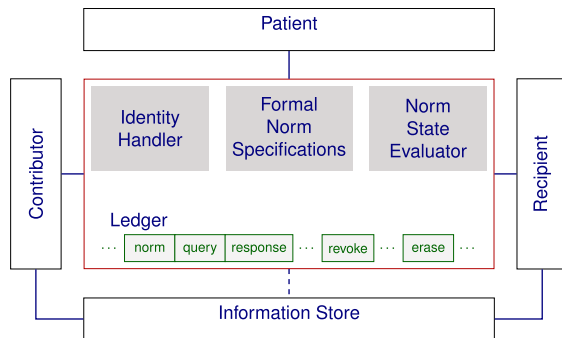 Patient
Contributor
Identity
Handler
Formal
Norm
Specifications
Norm
State
Evaluator
Recipient
Ledger
··· norm query response ··· revoke ··· erase ···
Information Store